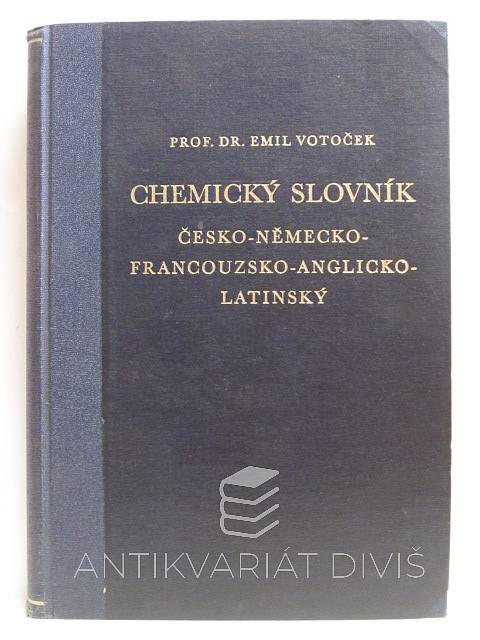 PROF. DR. EMIL VOTOČEK
CHEMICKÝ SLOVNÍK
ČESKO-NĚMECKO-
FRANCOUZSKO-ANGLICKO-
LATINSKÝ
ANTIKVARIÁT DIVIŠ